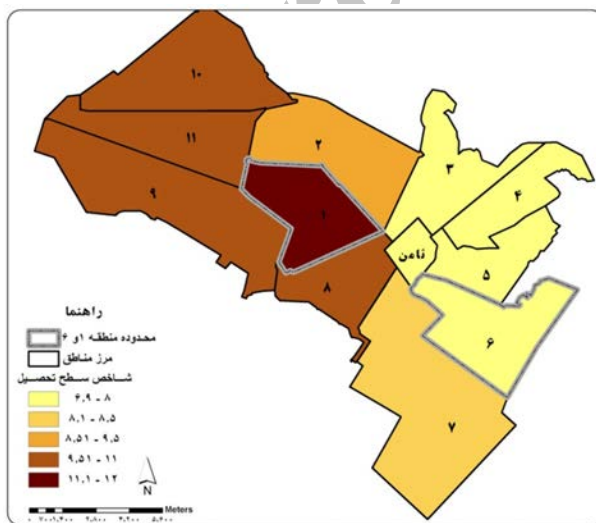 ۱۰
۱۱
۲
۳
۴
۹
۱
ثامن
۵
۸
۶
۷
راهنما
محدوده منطقه ۱و ۶
مرز مناطق
شاخص سطح تحصیل
۶.۹ - ۸
۸.۱ - ۸.۵
۸.۵۱ - ۹.۵
۹.۵۱ - ۱۱
۱۱.۱ - ۱۲
N
Meters